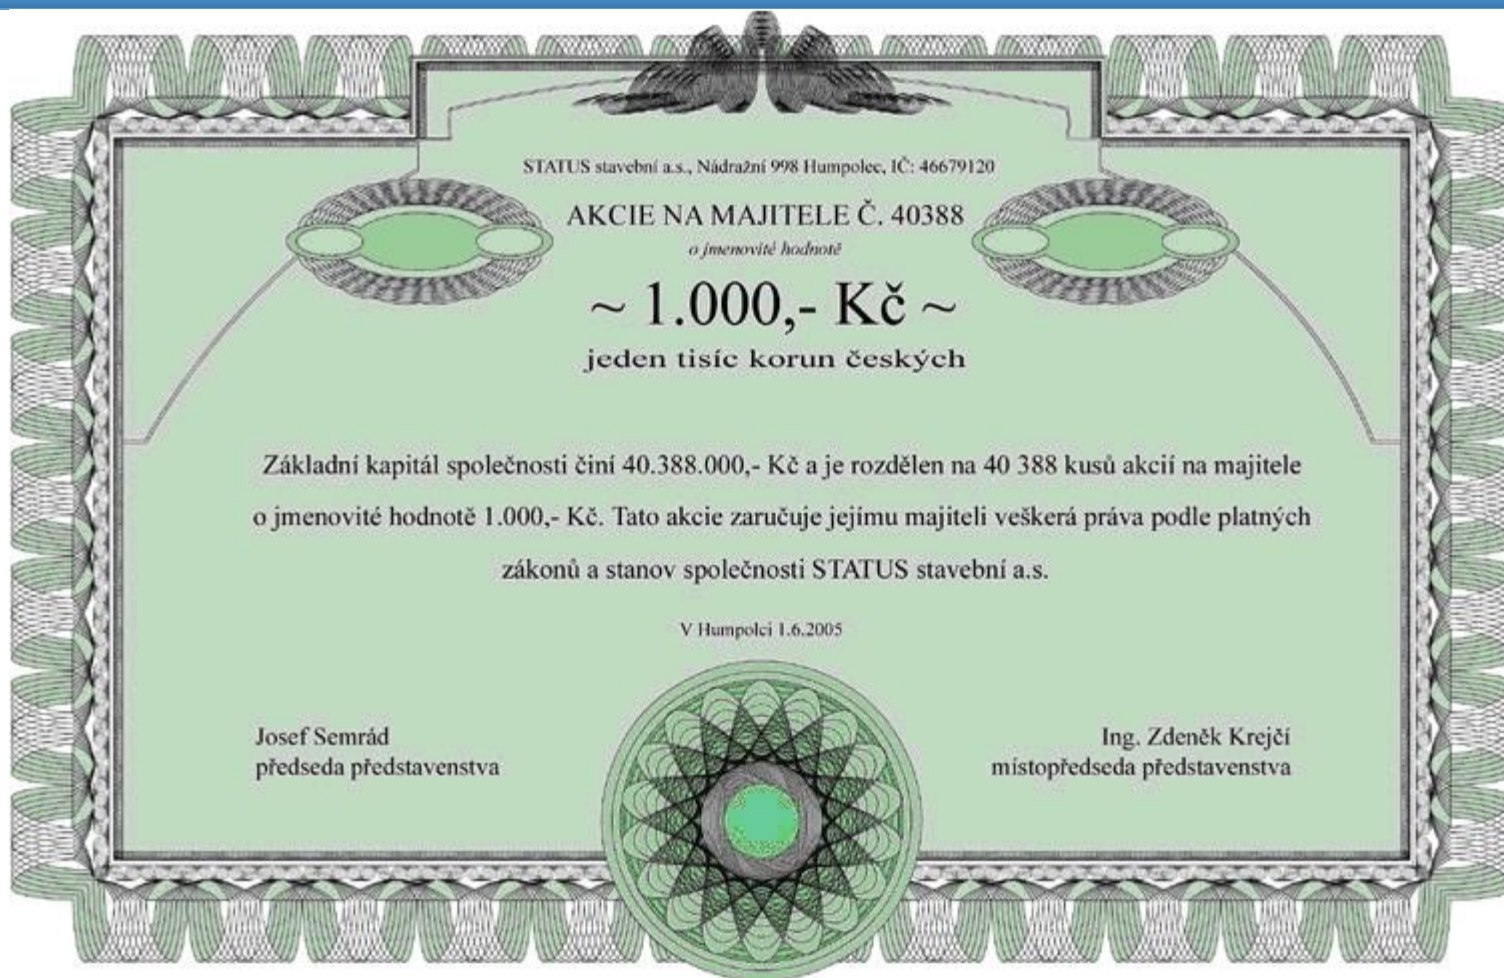 STATUS stavební a.s., Nádražní 998 Humpolec, IČ: 46679120
AKCIE NA MAJITELE Č. 40388
o jmenovité hodnotě
~ 1.000,- Kč ~
jeden tisíc korun českých
Základní kapitál společnosti činí 40.388.000,- Kč a je rozdělen na 40 388 kusů akcií na majitele
o jmenovité hodnotě 1.000,- Kč. Tato akcie zaručuje jejímu majiteli veškerá práva podle platných
zákonů a stanov společnosti STATUS stavební a.s.
V Humpolci 1.6.2005
Josef Semrád
předseda představenstva
Ing. Zdeněk Krejčí
místopředseda představenstva